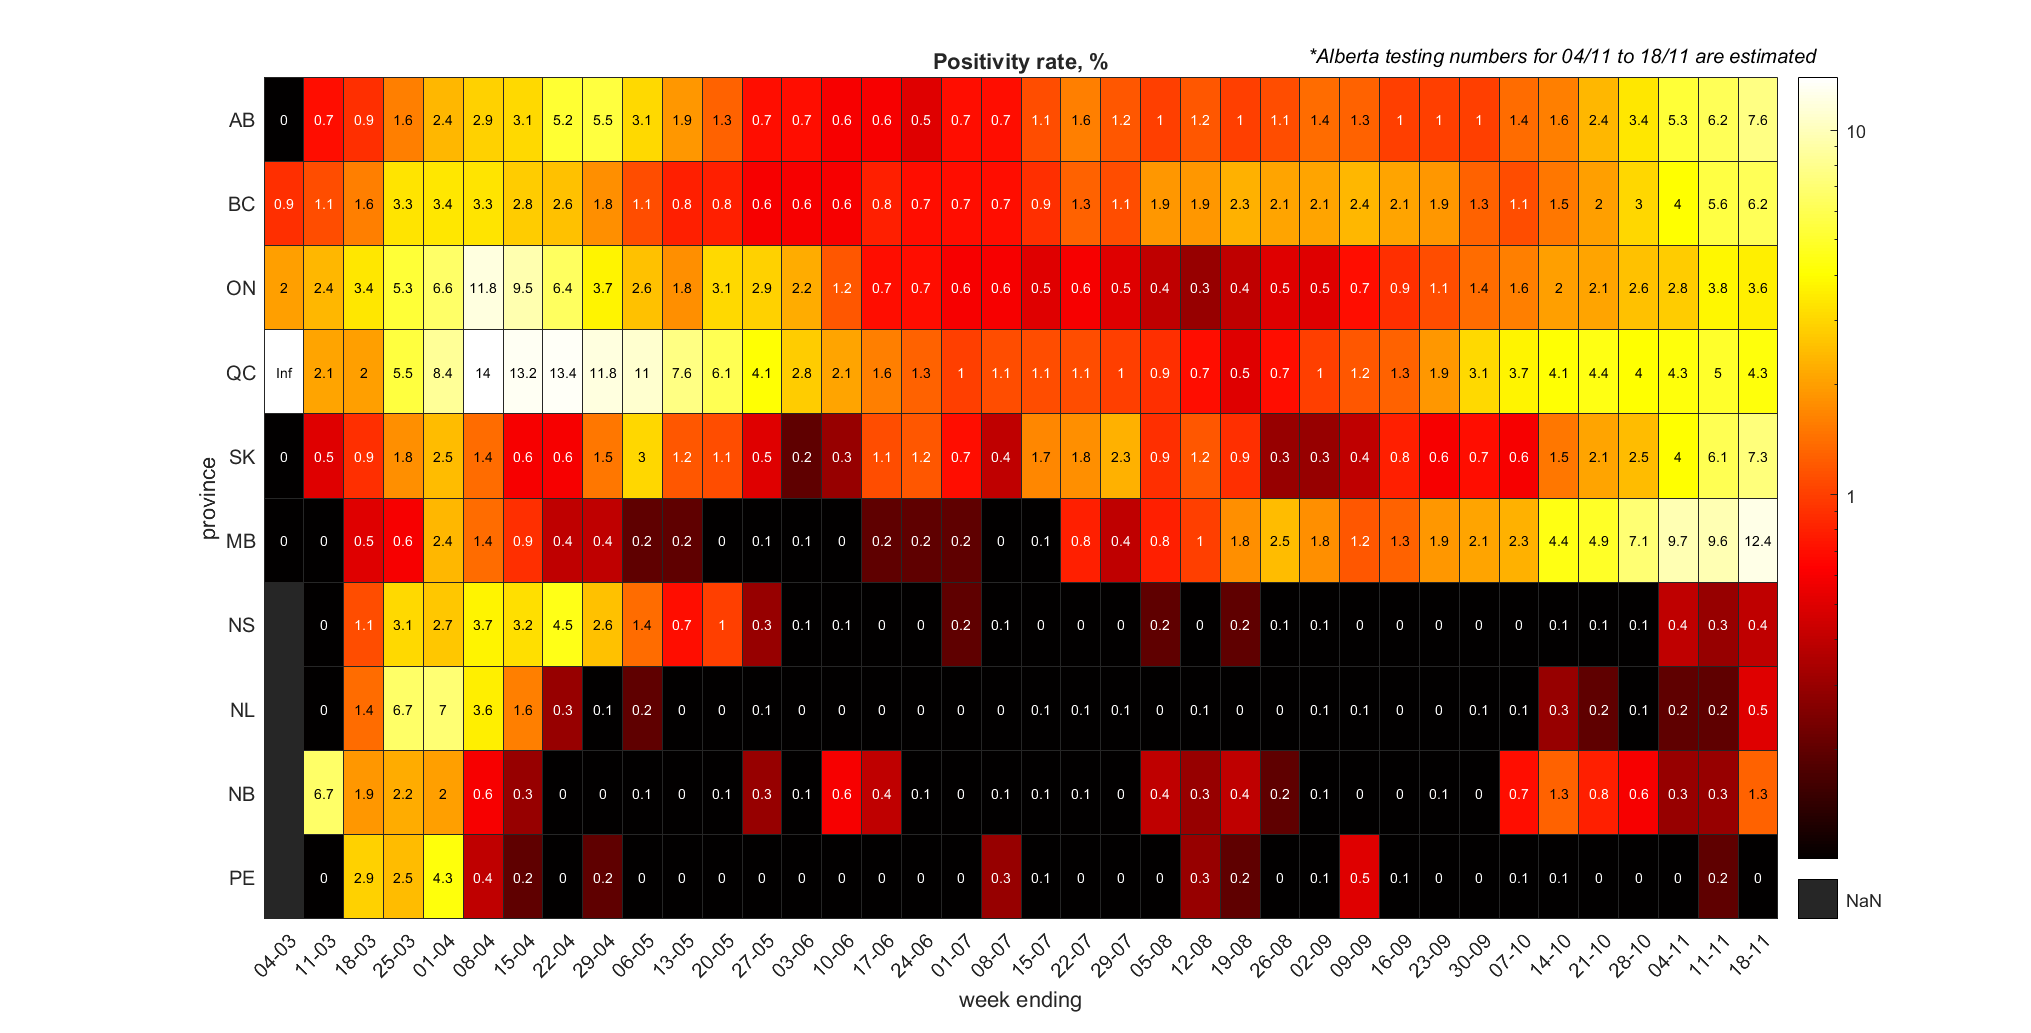 Positivity rate, %
*Alberta testing numbers for 04/11 to 18/11 are estimated
AB 0 0.7 0.9 1.6 2.4 2.9 3.1 5.2 5.5 3.1 1.9 1.3 0.7 0.7 0.6 0.6 0.5 0.7 0.7 1.1 1.6 1.2 1 1.2 1 1.1 1.4 1.3 1 1 1 1.4 1.6 2.4 3.4 5.3 6.2 7.6
BC 0.9 1.1 1.6 3.3 3.4 3.3 2.8 2.6 1.8 1.1 0.8 0.8 0.6 0.6 0.6 0.8 0.7 0.7 0.7 0.9 1.3 1.1 1.9 1.9 2.3 2.1 2.1 2.4 2.1 1.9 1.3 1.1 1.5 2 3 4 5.6 6.2
ON 2 2.4 3.4 5.3 6.6 11.8 9.5 6.4 3.7 2.6 1.8 3.1 2.9 2.2 1.2 0.7 0.7 0.6 0.6 0.5 0.6 0.5 0.4 0.3 0.4 0.5 0.5 0.7 0.9 1.1 1.4 1.6 2 2.1 2.6 2.8 3.8 3.6
QC Inf 2.1 2 5.5 8.4 14 13.2 13.4 11.8 11 7.6 6.1 4.1 2.8 2.1 1.6 1.3 1 1.1 1.1 1.1 1 0.9 0.7 0.5 0.7 1 1.2 1.3 1.9 3.1 3.7 4.1 4.4 4 4.3 5 4.3
SK 0 0.5 0.9 1.8 2.5 1.4 0.6 0.6 1.5 3 1.2 1.1 0.5 0.2 0.3 1.1 1.2 0.7 0.4 1.7 1.8 2.3 0.9 1.2 0.9 0.3 0.3 0.4 0.8 0.6 0.7 0.6 1.5 2.1 2.5 4 6.1 7.3
MB 0 0 0.5 0.6 2.4 1.4 0.9 0.4 0.4 0.2 0.2 0 0.1 0.1 0 0.2 0.2 0.2 0 0.1 0.8 0.4 0.8 1 1.8 2.5 1.8 1.2 1.3 1.9 2.1 2.3 4.4 4.9 7.1 9.7 9.6 12.4
NS 0 1.1 3.1 2.7 3.7 3.2 4.5 2.6 1.4 0.7 1 0.3 0.1 0.1 0 0 0.2 0.1 0 0 0 0.2 0 0.2 0.1 0.1 0 0 0 0 0 0.1 0.1 0.1 0.4 0.3 0.4
NL 0 1.4 6.7 7 3.6 1.6 0.3 0.1 0.2 0 0 0.1 0 0 0 0 0 0 0.1 0.1 0.1 0 0.1 0 0 0.1 0.1 0 0 0.1 0.1 0.3 0.2 0.1 0.2 0.2 0.5
NB 6.7 1.9 2.2 2 0.6 0.3 0 0 0.1 0 0.1 0.3 0.1 0.6 0.4 0.1 0 0.1 0.1 0.1 0 0.4 0.3 0.4 0.2 0.1 0 0 0.1 0 0.7 1.3 0.8 0.6 0.3 0.3 1.3
PE 0 2.9 2.5 4.3 0.4 0.2 0 0.2 0 0 0 0 0 0 0 0 0 0.3 0.1 0 0 0 0.3 0.2 0 0.1 0.5 0.1 0 0 0.1 0.1 0 0 0 0.2 0
province
04-03 11-03 18-03 25-03 01-04 08-04 15-04 22-04 29-04 06-05 13-05 20-05 27-05 03-06 10-06 17-06 24-06 01-07 08-07 15-07 22-07 29-07 05-08 12-08 19-08 26-08 02-09 09-09 16-09 23-09 30-09 07-10 14-10 21-10 28-10 04-11 11-11 18-11
week ending
10
1
NaN